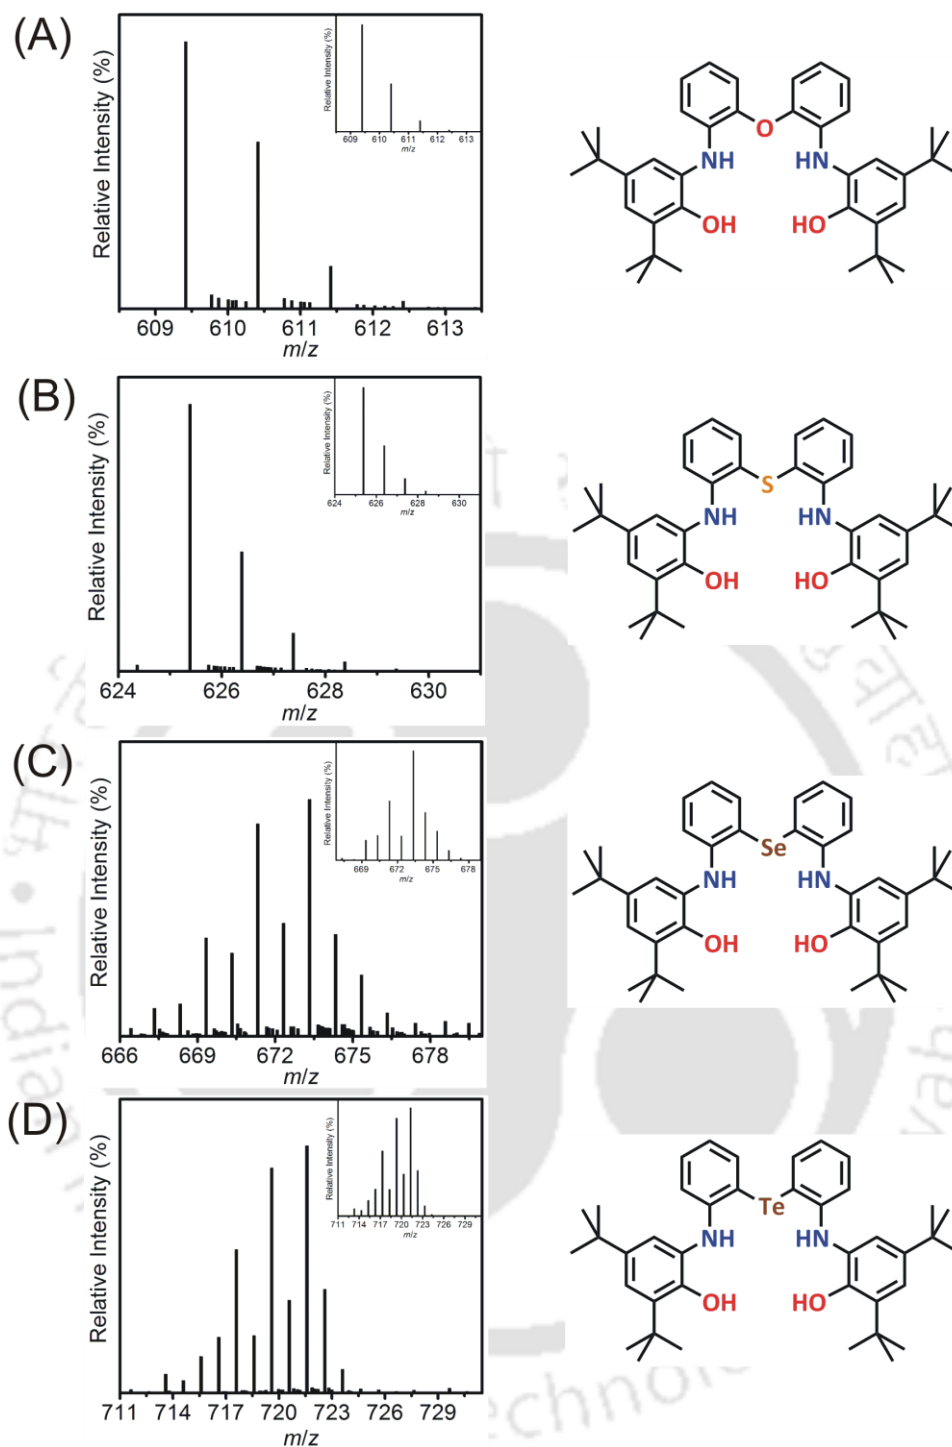 (A)
Relative Intensity (%)
609 610 611 612 613
m/z
Relative Intensity (%)
609 610 611 612 613
m/z
O
NH HN
OH HO
(B)
Relative Intensity (%)
624 626 628 630
m/z
Relative Intensity (%)
624 626 628 630
m/z
S
NH HN
OH HO
(C)
Relative Intensity (%)
666 669 672 675 678
m/z
Relative Intensity (%)
669 672 675 678
m/z
Se
NH HN
OH HO
(D)
Relative Intensity (%)
711 714 717 720 723 726 729
m/z
Relative Intensity (%)
711 714 717 720 723 726 729
m/z
Te
NH HN
OH HO
Indian